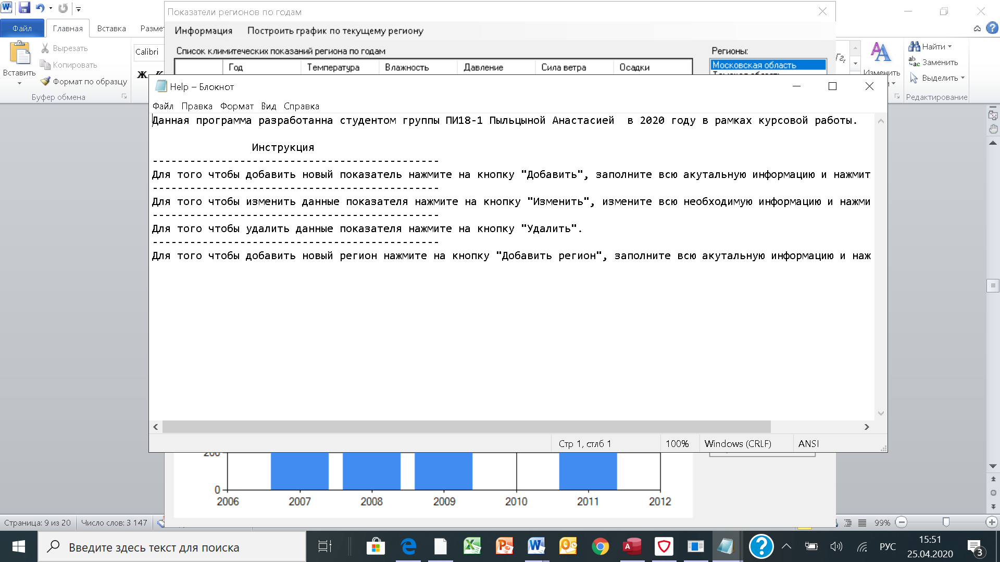 Показатели регионов по годам
Файл
Главная
Вставка
Информация
Построить график по текущему региону
Вырезать
Копировать
Формат по образцу
Вставить
Буфер обмена
Calibri
Ж
Список климитеческих показаний региона по годам
Год Температура Влажность Давление Сила ветра Осадки
Регионы:
Московская область
Изменить
Найти
Заменить
Выделить
Редактирование
Help – Блокнот
Файл Правка Формат Вид Справка
Данная программа разработанна студентом группы ПИ18-1 Пыльцыной Анастасией в 2020 году в рамках курсовой работы.
Инструкция
----------------------------------------------
Для того чтобы добавить новый показатель нажмите на кнопку "Добавить", заполните всю акутальную информацию и нажмит
----------------------------------------------
Для того чтобы изменить данные показателя нажмите на кнопку "Изменить", измените всю необходимую информацию и нажми
----------------------------------------------
Для того чтобы удалить данные показателя нажмите на кнопку "Удалить".
----------------------------------------------
Для того чтобы добавить новый регион нажмите на кнопку "Добавить регион", заполните всю акутальную информацию и наж
Стр 1, стлб 1 100% Windows (CRLF) ANSI
200
0
2006 2007 2008 2009 2010 2011 2012
Страница: 9 из 20 Число слов: 3 147 99%
Введите здесь текст для поиска
РУС
15:51
25.04.2020
3